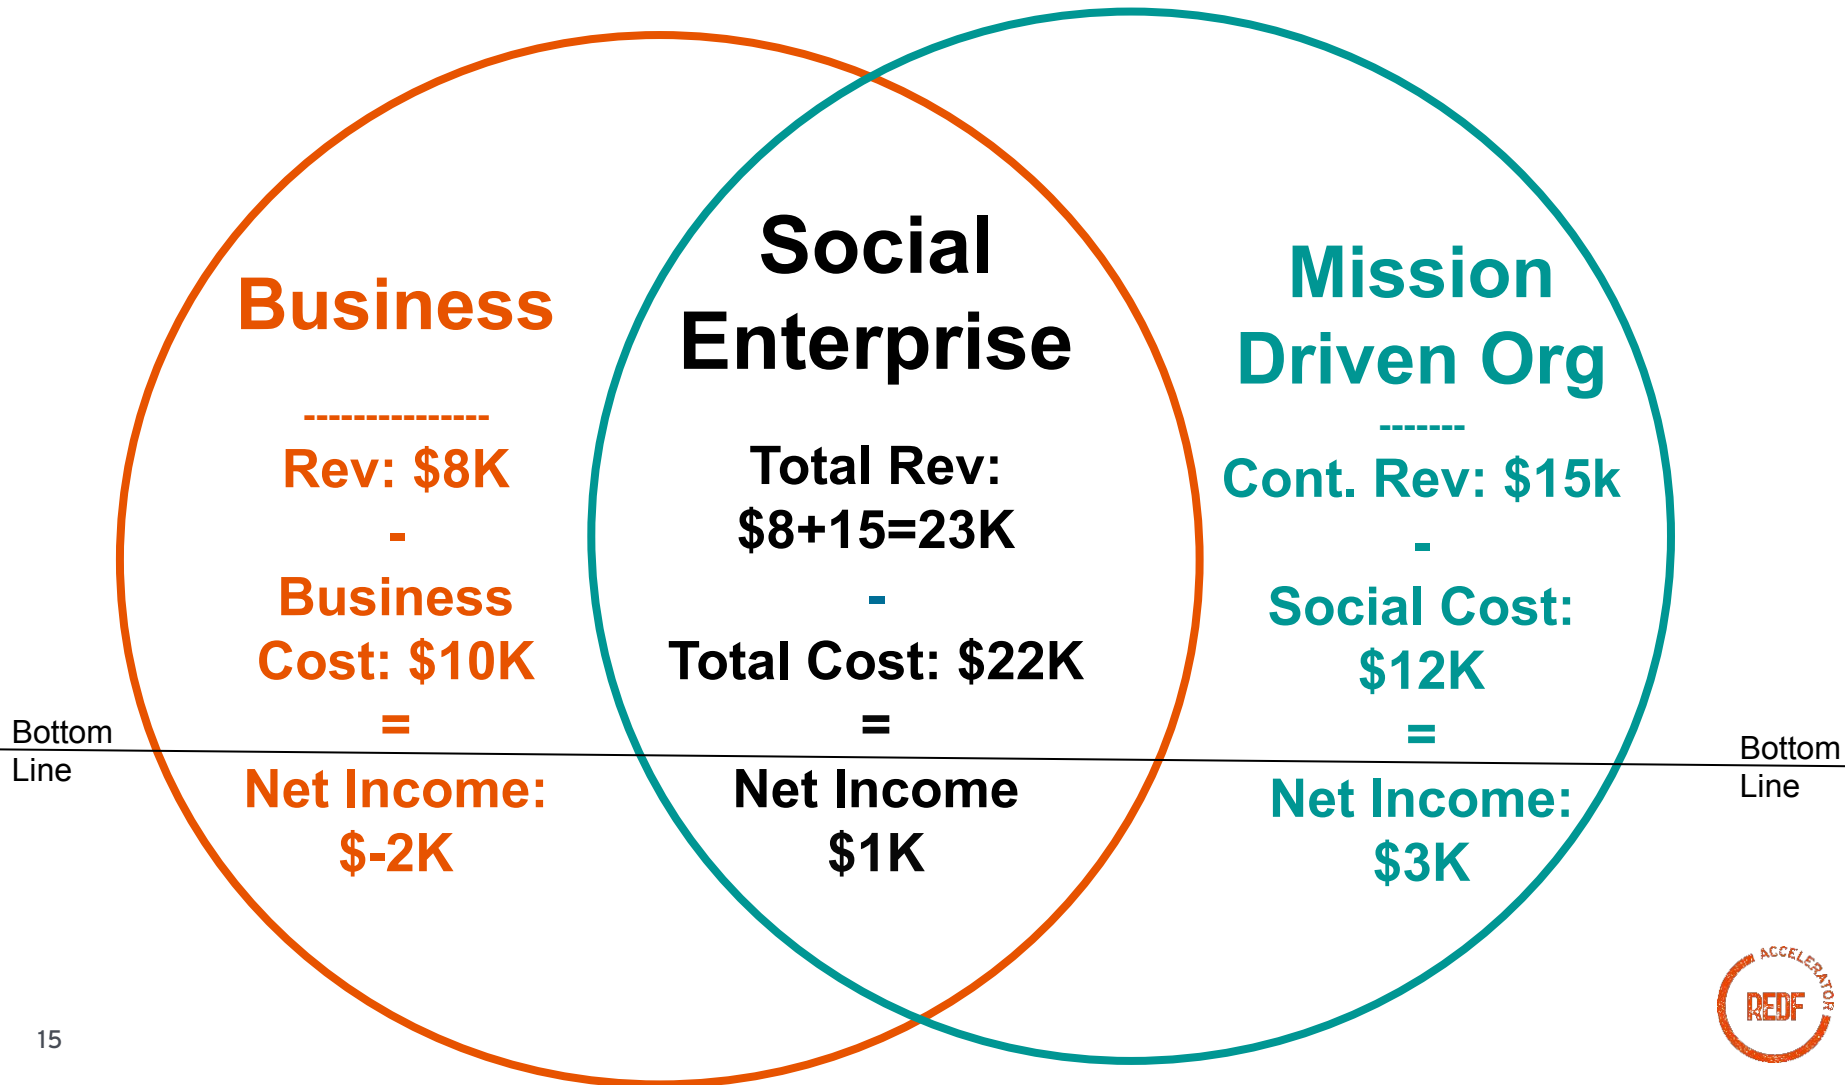 Business
---------------
Rev: $8K
-
Business
Cost: $10K
=
Net Income:
$-2K
Social
Enterprise
Total Rev:
$8+15=23K
-
Total Cost: $22K
=
Net Income
$1K
Mission
Driven Org
-------
Cont. Rev: $15k
-
Social Cost:
$12K
=
Net Income:
$3K
Bottom
Line
Bottom
Line
15
ACCELERATOR
REDF